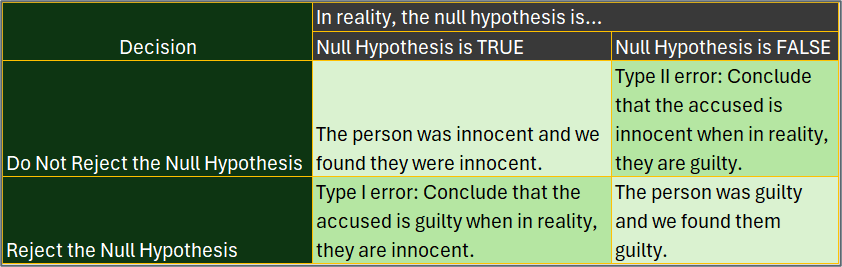 In reality, the null hypothesis is...
Decision
Null Hypothesis is TRUE
Null Hypothesis is FALSE
Do Not Reject the Null Hypothesis
The person was innocent and we
found they were innocent.
Type II error: Conclude
that the accused is
innocent when in reality,
they are guilty.
Reject the Null Hypothesis
Type I error: Conclude that the
accused is guilty when in reality,
they are innocent.
The person was guilty
and we found them
guilty.